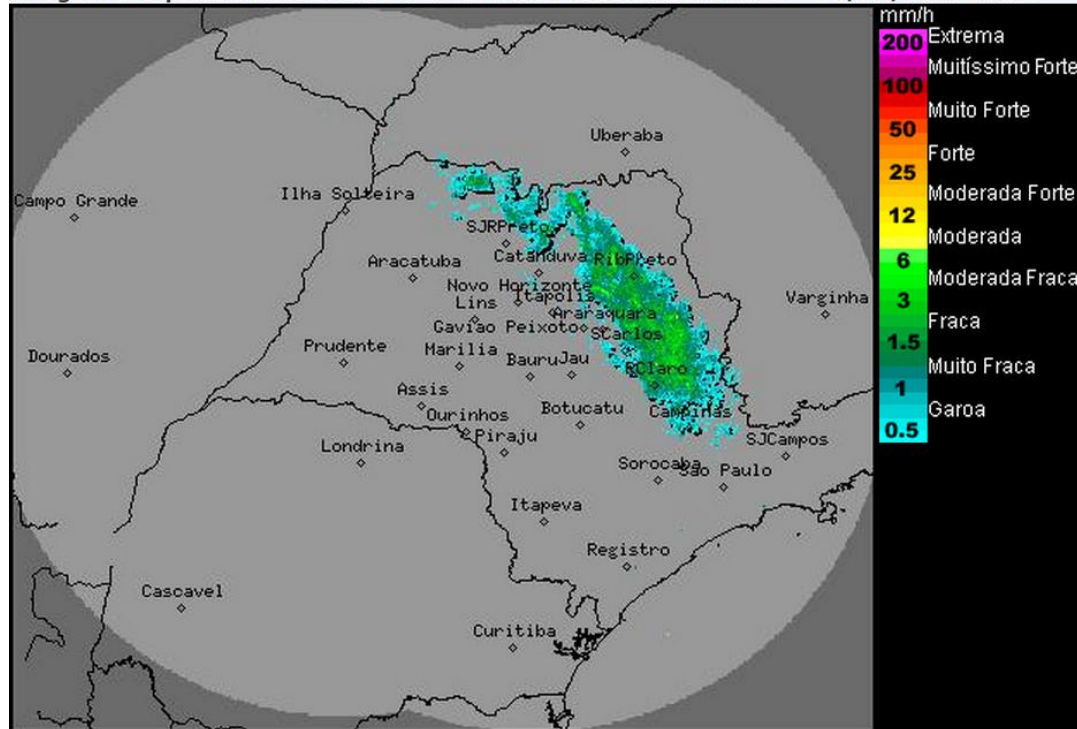 mm/h
200 Extrema
Muitíssimo Forte
100
Muito Forte
50
Forte
25
Moderada Forte
12
Moderada
6
Moderada Fraca
3
Fraca
1.5
Muito Fraca
1
Garoa
0.5
Uberaba
Campo Grande
Ilha Solteira
SJRPreto
Aracatuba
Catanduva
RibPreto
Novo Horizonte
Itapolis
Lins
Araraquara
Varginha
Gaviao Peixoto
SCarlos
Dourados
Prudente
Marilia
Bauru
Jau
RClaro
Assis
Ourinhos
Botucatu
Campinas
Piraju
SJCampos
Londrina
Sorocaba
Sao Paulo
Itapeva
Registro
Cascavel
Curitiba